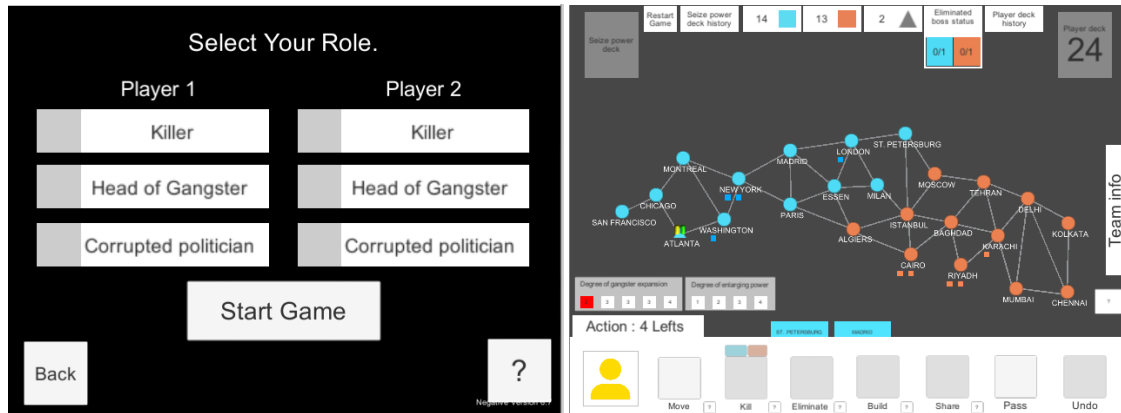 Select Your Role.
Player 1
Player 2
Killer
Killer
Head of Gangster
Head of Gangster
Corrupted politician
Corrupted politician
Start Game
Back
?
Negative Version 0.7
Seize power
deck
Restart
Game
Seize power
deck history
14
13
2
Eliminated
boss status
0/1
0/1
Player deck
history
Player deck
24
ST. PETERSBURG
LONDON
MADRID
MONTREAL
MOSCOW
TEHRAN
NEW YORK
ESSEN
MILAN
CHICAGO
DELHI
PARIS
SAN FRANCISCO
ISTANBUL
WASHINGTON
BAGHDAD
KOLKATA
ATLANTA
ALGIERS
KARACHI
CAIRO
RIYADH
MUMBAI
CHENNAI
Team info
Degree of gangster expansion
3 3 3 4
Degree of enlarging power
1 2 3 4
?
Action : 4 Lefts
ST. PETERSBURG
MADRID
Move ?
Kill ?
Eliminate ?
Build ?
Share ?
Pass
Undo